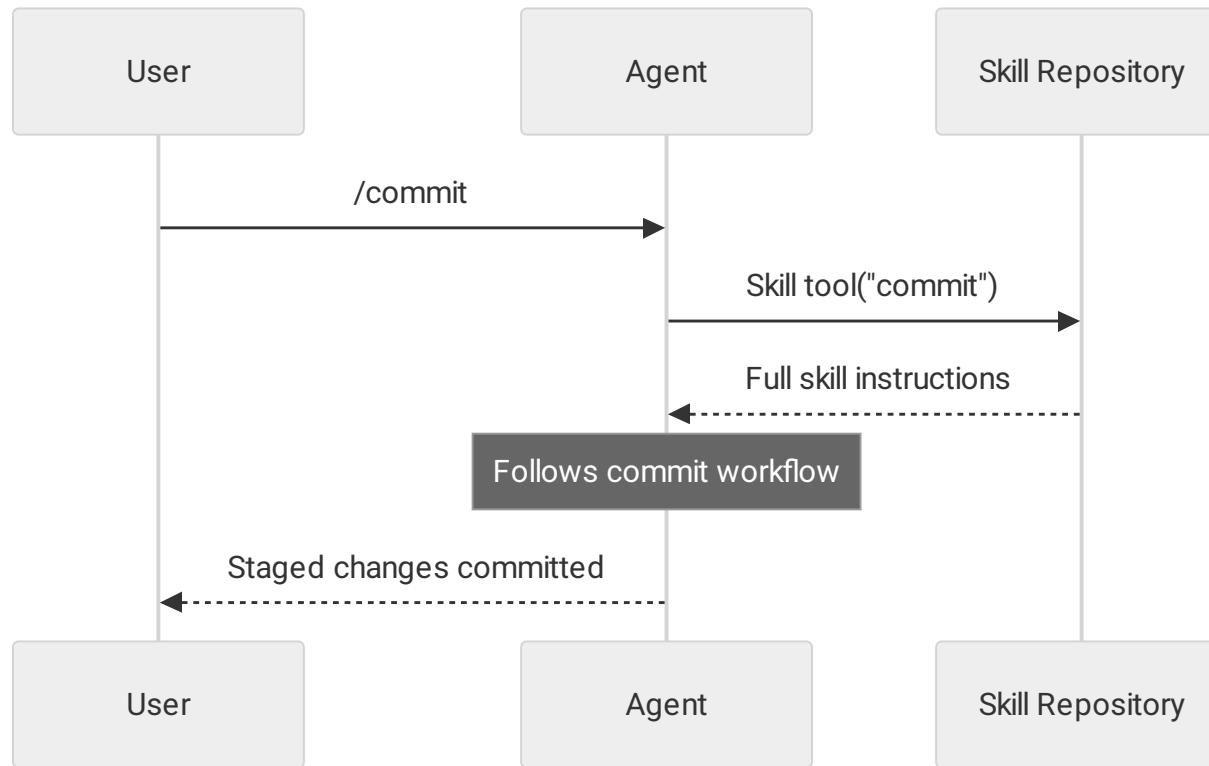 User
Agent
Skill Repository
/commit
Skill tool("commit")
Full skill instructions
Follows commit workflow
Staged changes committed
User
Agent
Skill Repository